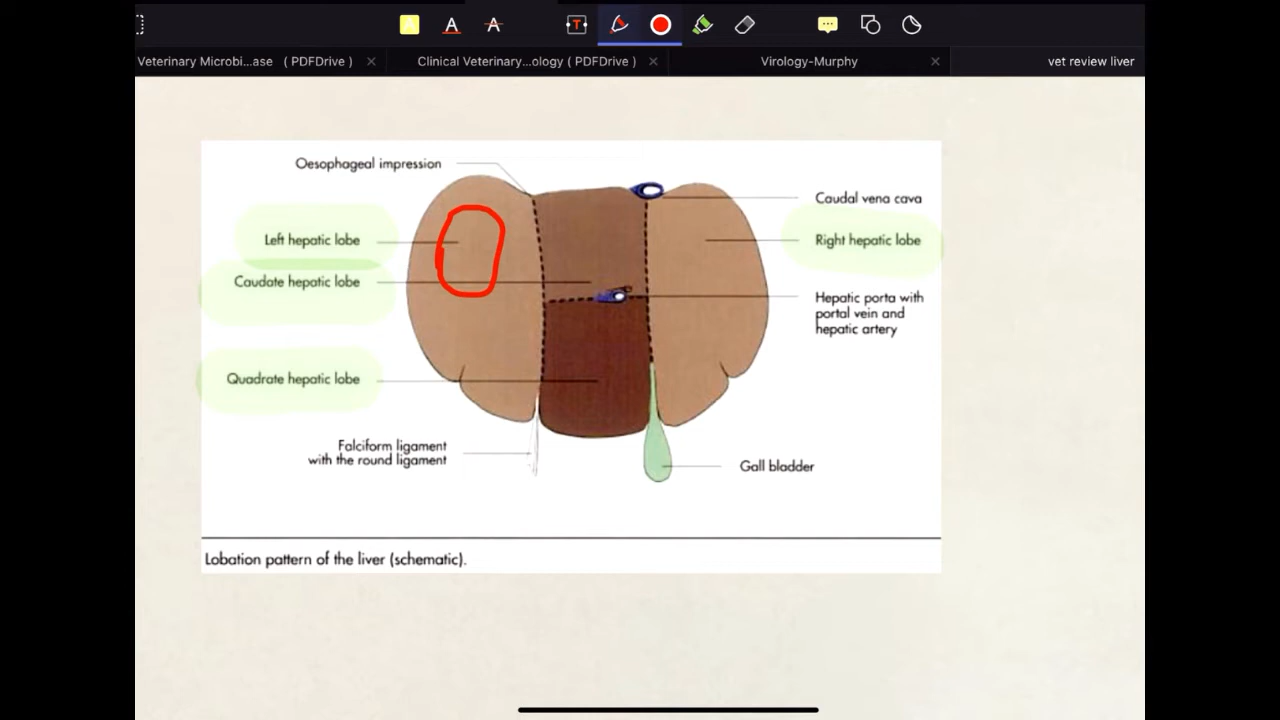 A A A T
Veterinary Microbi...ase ( PDFDrive ) ×
Clinical Veterinary...ology ( PDFDrive ) ×
Virology-Murphy ×
vet review liver
Oesophageal impression
Caudal vena cava
Left hepatic lobe
Right hepatic lobe
Caudate hepatic lobe
Hepatic porta with
portal vein and
hepatic artery
Quadrate hepatic lobe
Falciform ligament
with the round ligament
Gall bladder
Lobation pattern of the liver (schematic).